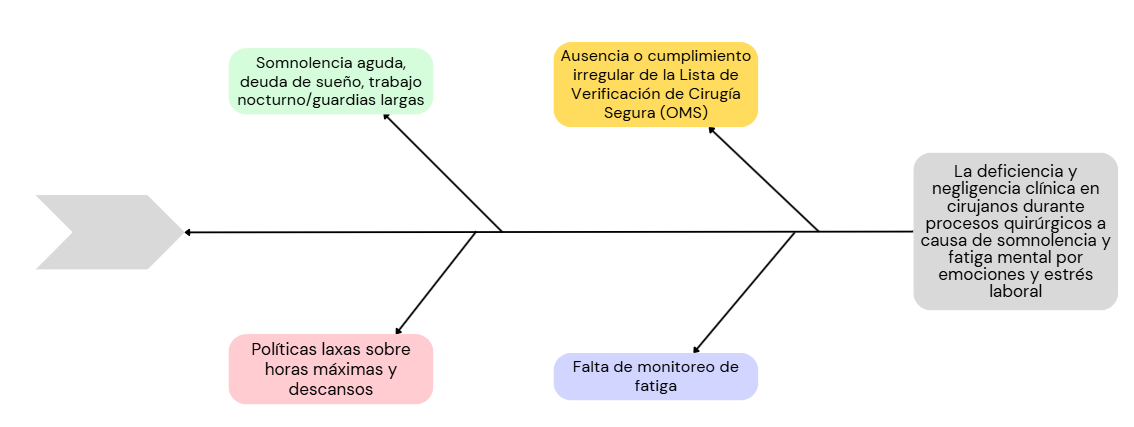 Somnolencia aguda,
deuda de sueño, trabajo
nocturno/guardias largas
Ausencia o cumplimiento
irregular de la Lista de
Verificación de Cirugía
Segura (OMS)
La deficiencia y
negligencia clínica en
cirujanos durante
procesos quirúrgicos a
causa de somnolencia y
fatiga mental por
emociones y estrés
laboral
Políticas laxas sobre
horas máximas y
descansos
Falta de monitoreo de
fatiga